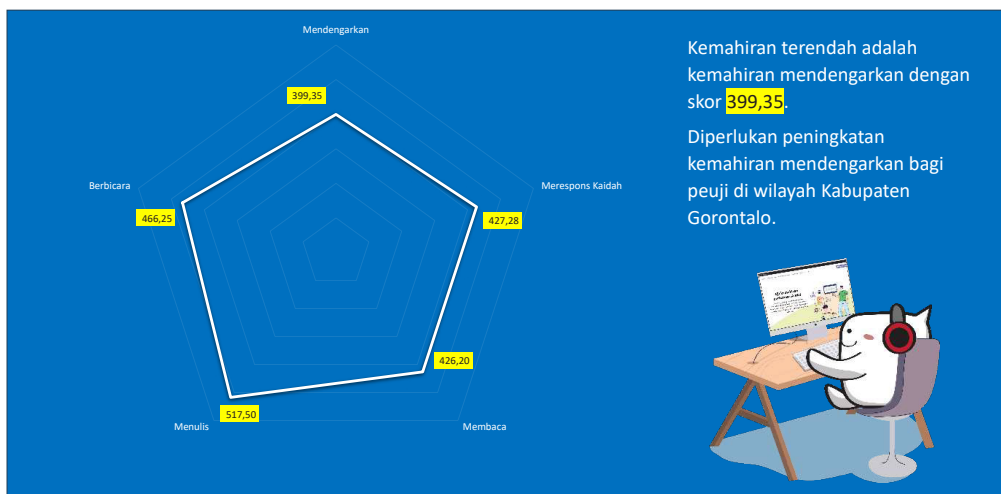 Mendengarkan
399,35
Berbicara
466,25
Merespons Kaidah
427,28
426,20
517,50
Menulis
Membaca
Kemahiran terendah adalah
kemahiran mendengarkan dengan
skor 399,35.
Diperlukan peningkatan
kemahiran mendengarkan bagi
peuji di wilayah Kabupaten
Gorontalo.